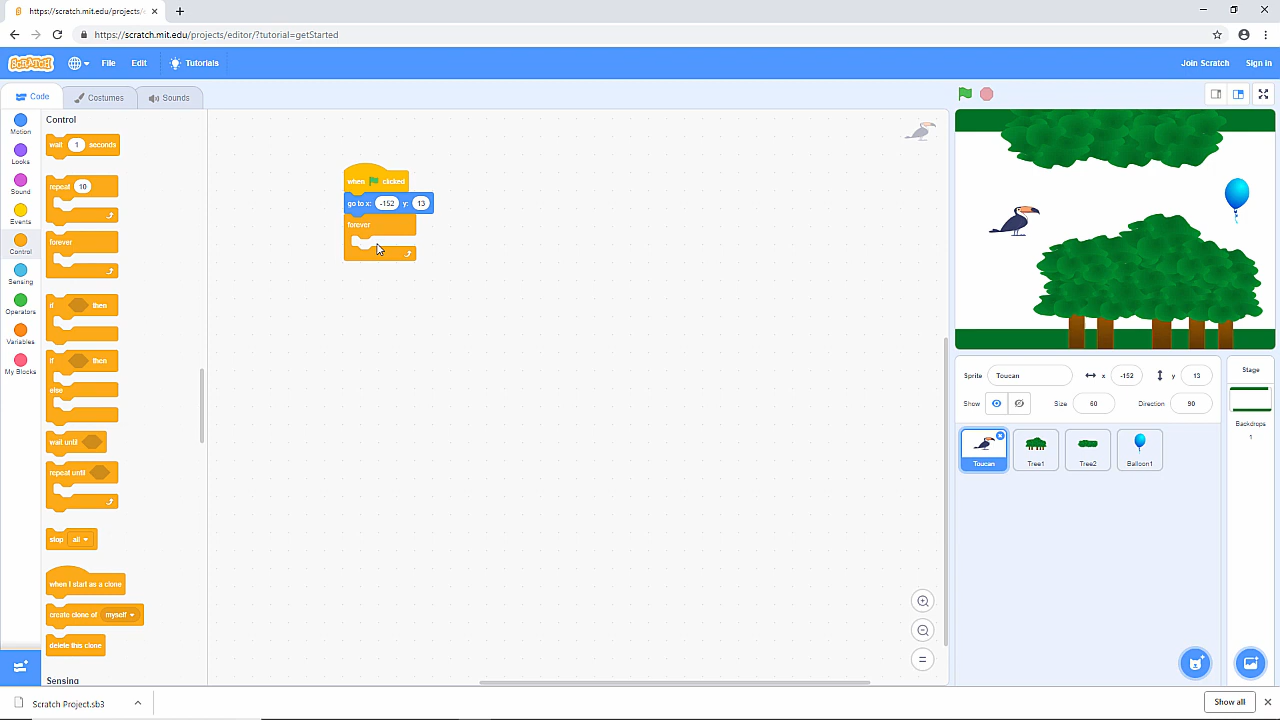 https://scratch.mit.edu/projects/
https://scratch.mit.edu/projects/editor/?tutorial=getStarted
SCRATCH
File
Edit
Tutorials
Join Scratch
Sign in
Code
Costumes
Sounds
Motion
Looks
Sound
Events
Control
Sensing
Operators
Variables
My Blocks
Control
wait 1 seconds
repeat 10
forever
if then
if then
else
wait until
repeat until
stop all
when I start as a clone
create clone of myself
delete this clone
Sensing
when clicked
go to x: -152 y: 13
forever
Sprite Toucan x -152 y 13
Show Size 60 Direction 90
Toucan
Tree1
Tree2
Balloon1
Stage
Backdrops
1
Scratch Project.sb3
Show all